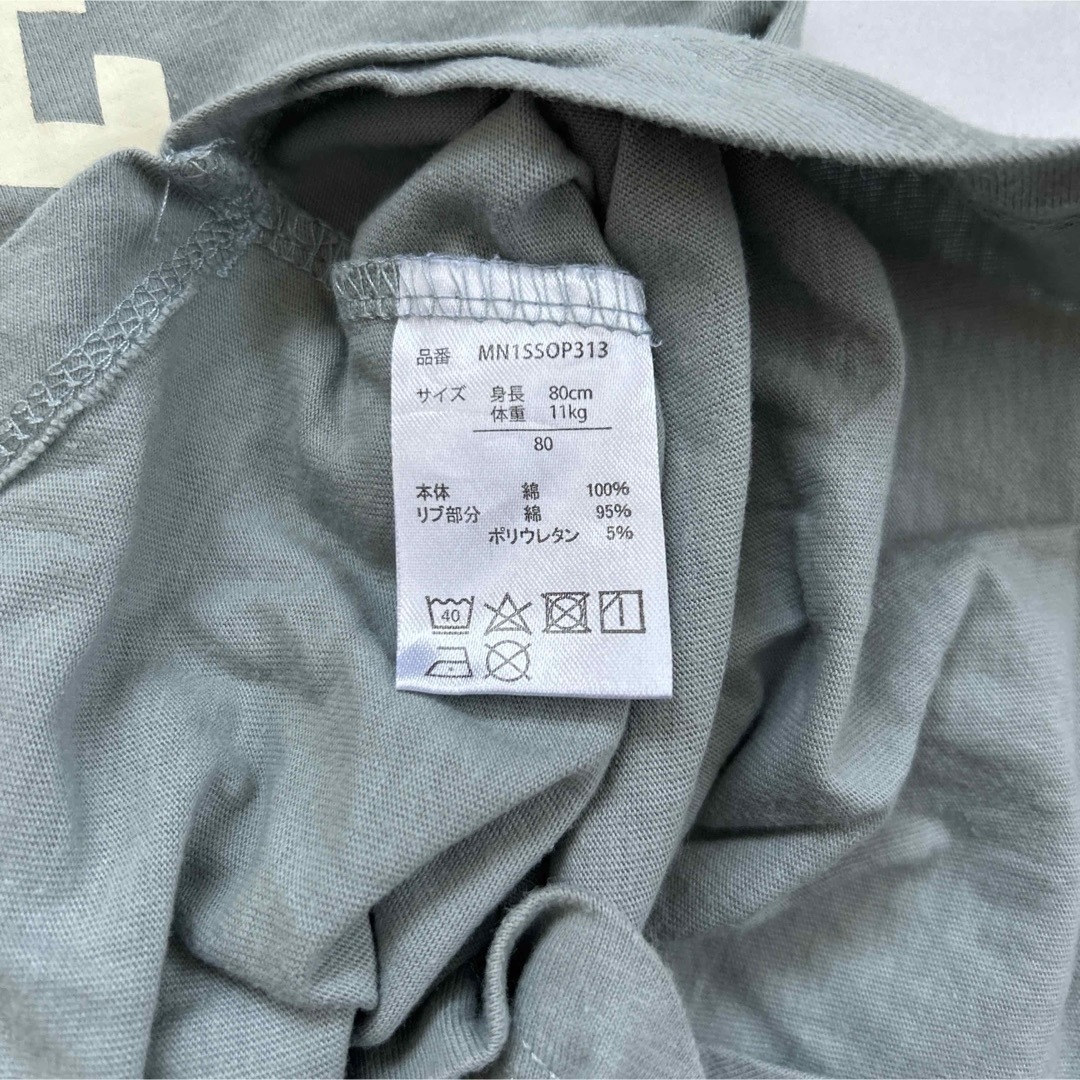 品番 MN1SSOP313
サイズ 身長 80cm
体重 11kg
80
本体 綿 100%
リブ部分 綿 95%
ポリウレタン 5%
40